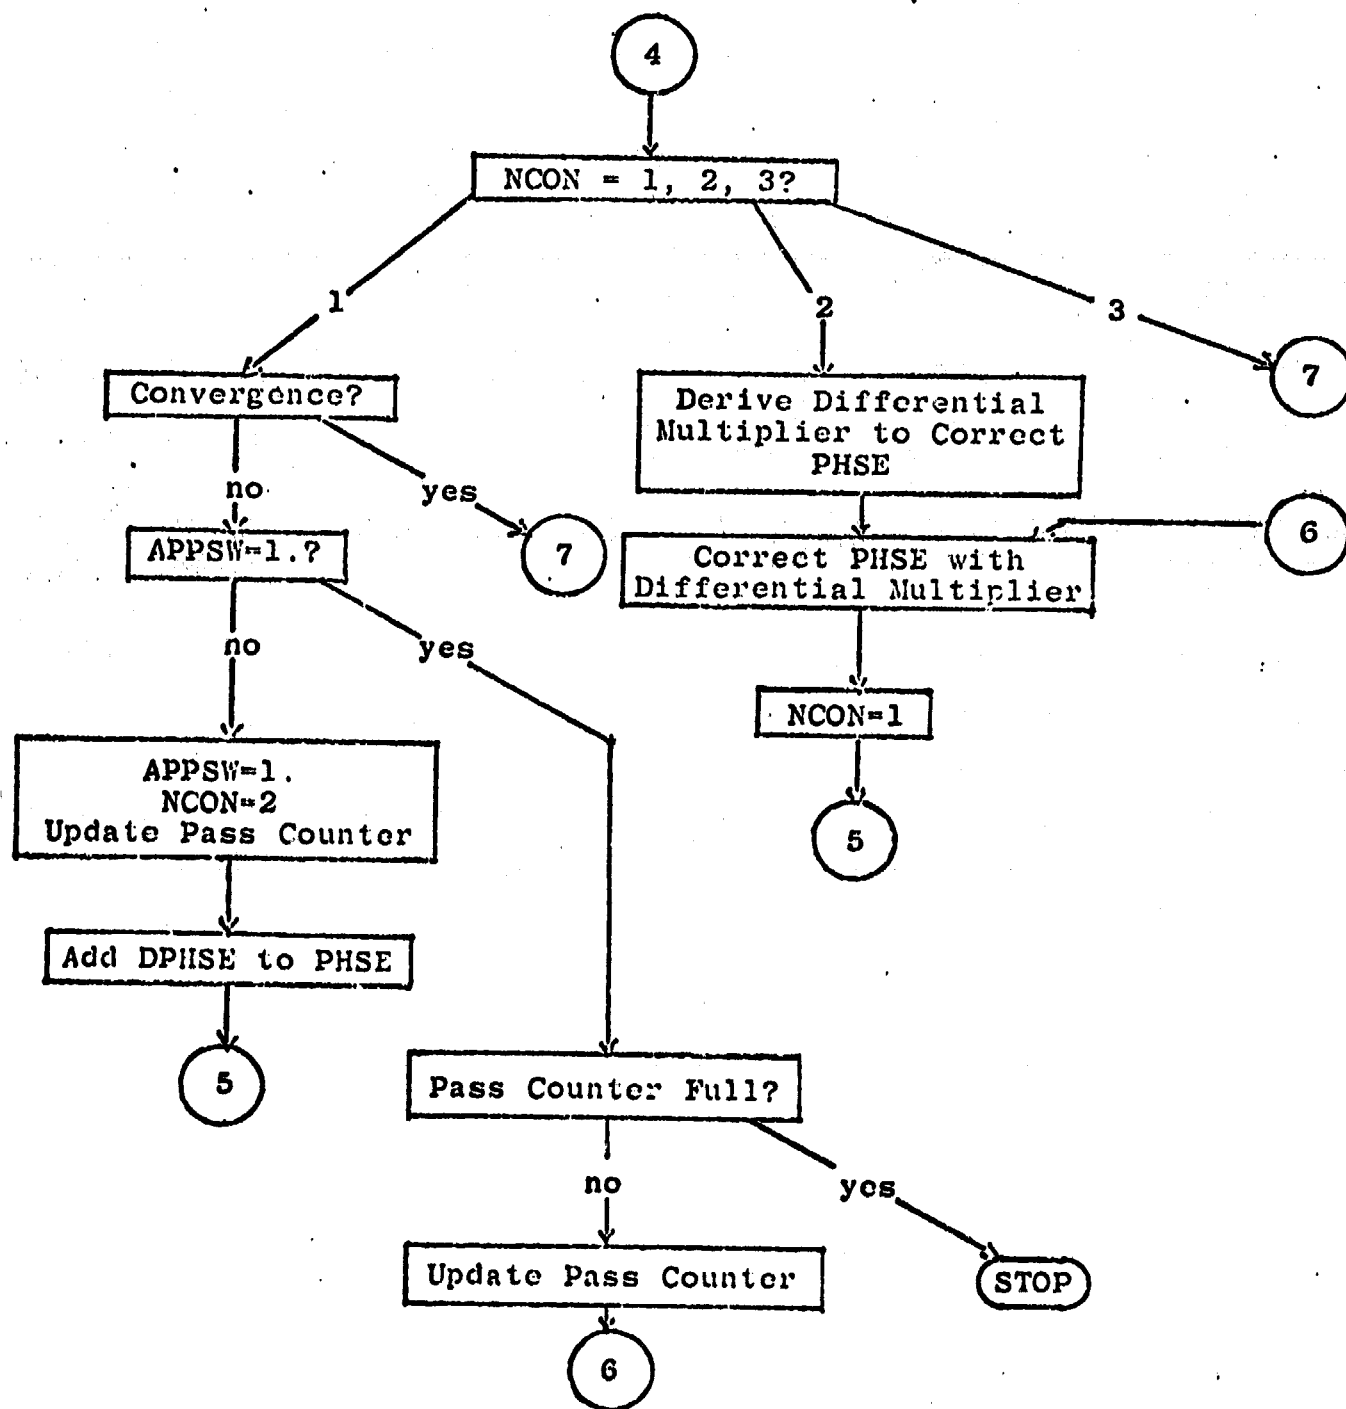 4
NCON = 1, 2, 3?
1
2
3
7
Convergence?
Derive Differential
Multiplier to Correct
PHSE
no
yes
6
APPSW=1.?
7
Correct PHSE with
Differential Multiplier
no
yes
NCON=1
APPSW=1.
NCON=2
Update Pass Counter
5
Add DPHSE to PHSE
5
Pass Counter Full?
no
yes
Update Pass Counter
STOP
6